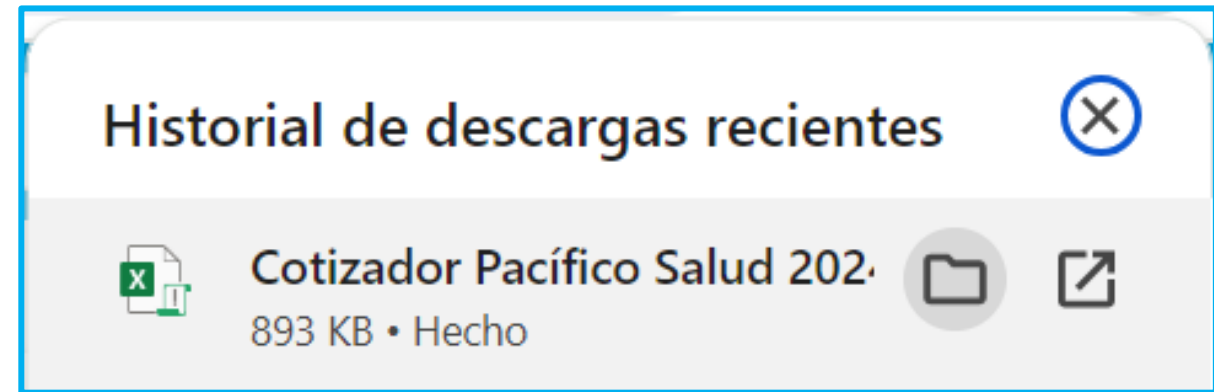 Historial de descargas recientes
Cotizador Pacífico Salud 202
893 KB • Hecho